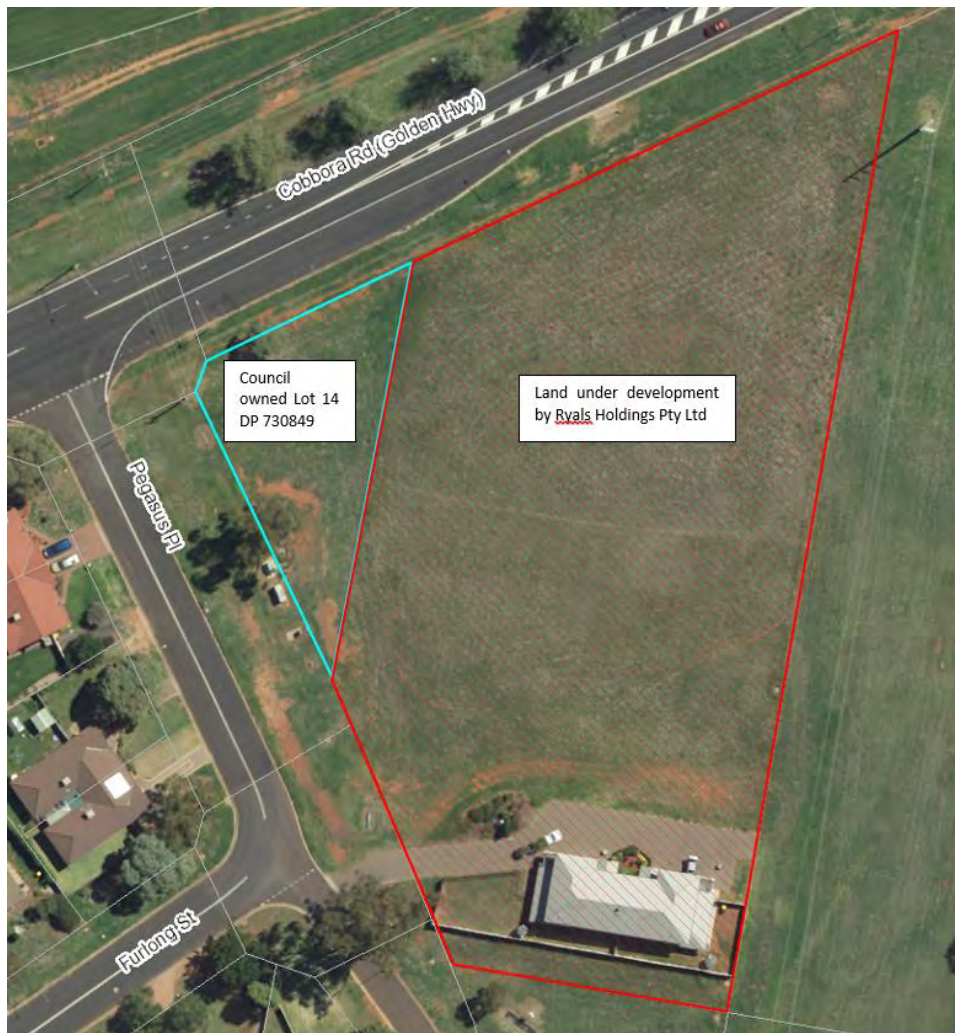 Cobbora Rd (Golden Hwy)
Council
owned Lot 14
DP 730849
Land under development
by Ryals Holdings Pty Ltd
Pegasus Pl
Furlong St